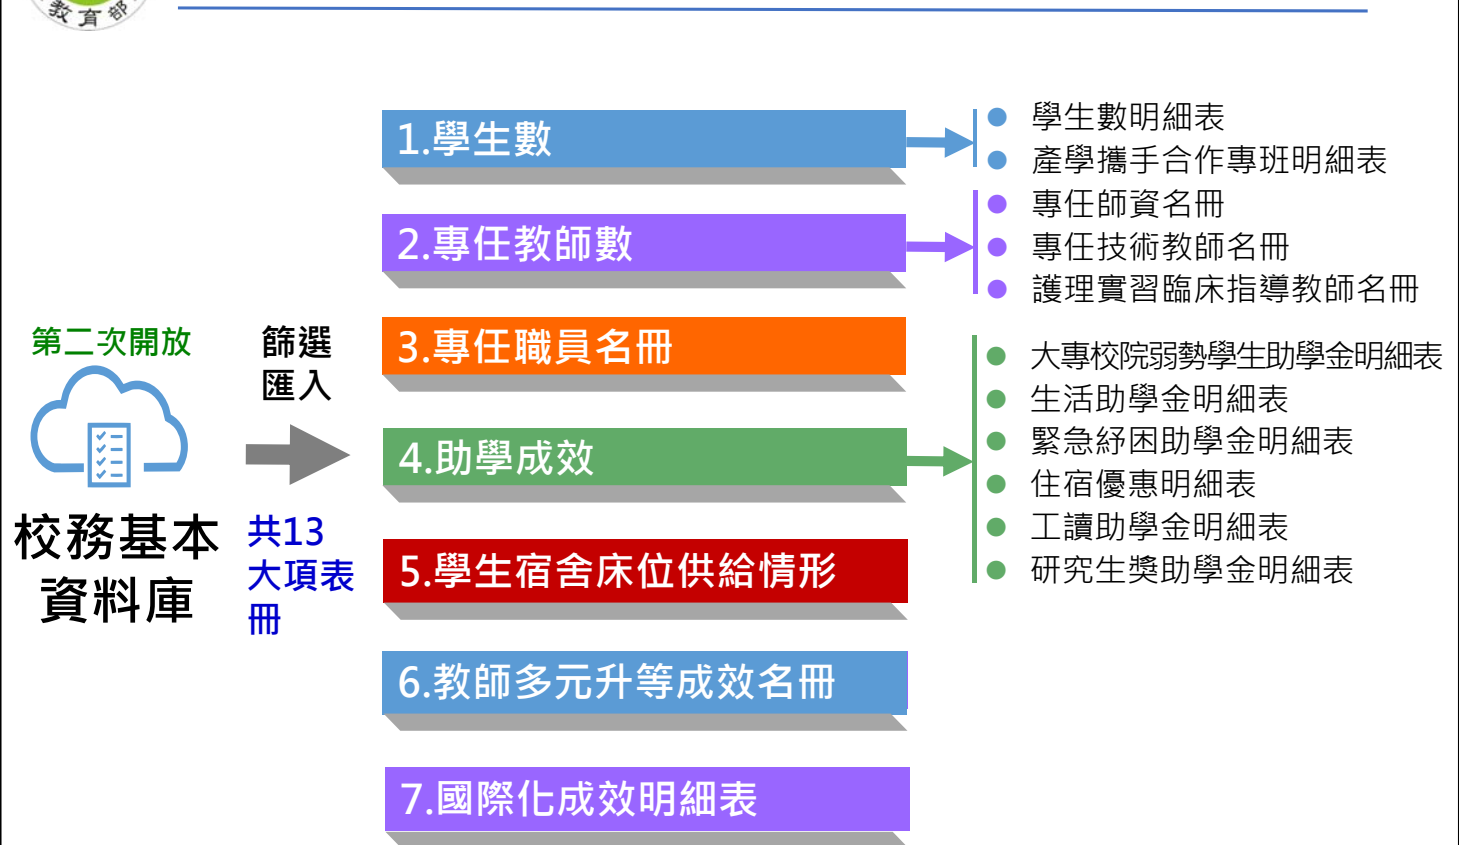 教育部
第二次開放
校務基本
資料庫
篩選
匯入
共13
大項表
冊
1.學生數
學生數明細表
產學攜手合作專班明細表
2.專任教師數
專任師資名冊
專任技術教師名冊
護理實習臨床指導教師名冊
3.專任職員名冊
4.助學成效
大專校院弱勢學生助學金明細表
生活助學金明細表
緊急紓困助學金明細表
住宿優惠明細表
工讀助學金明細表
研究生獎助學金明細表
5.學生宿舍床位供給情形
6.教師多元升等成效名冊
7.國際化成效明細表